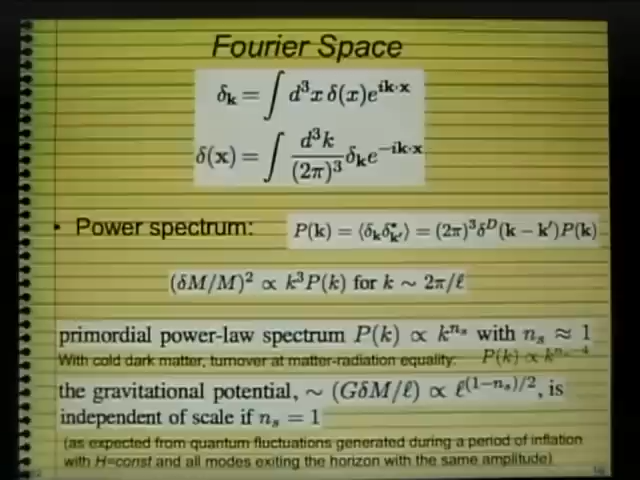 Fourier Space
δ_k = ∫ d³x δ(x)e^{ik·x}
δ(x) = ∫ d³k/(2π)³ δ_k e^{-ik·x}
• Power spectrum: P(k) = ⟨δ_k δ*_k'⟩ = (2π)³δ^D(k − k')P(k)
(δM/M)² ∝ k³P(k) for k ∼ 2π/ℓ
primordial power-law spectrum P(k) ∝ k^{n_s} with n_s ≈ 1
With cold dark matter, turnover at matter-radiation equality: P(k) ∝ k^{n_s−4}
the gravitational potential, ∼ (GδM/ℓ) ∝ ℓ^{(1−n_s)/2}, is
independent of scale if n_s = 1
(as expected from quantum fluctuations generated during a period of inflation
with H=const and all modes exiting the horizon with the same amplitude)